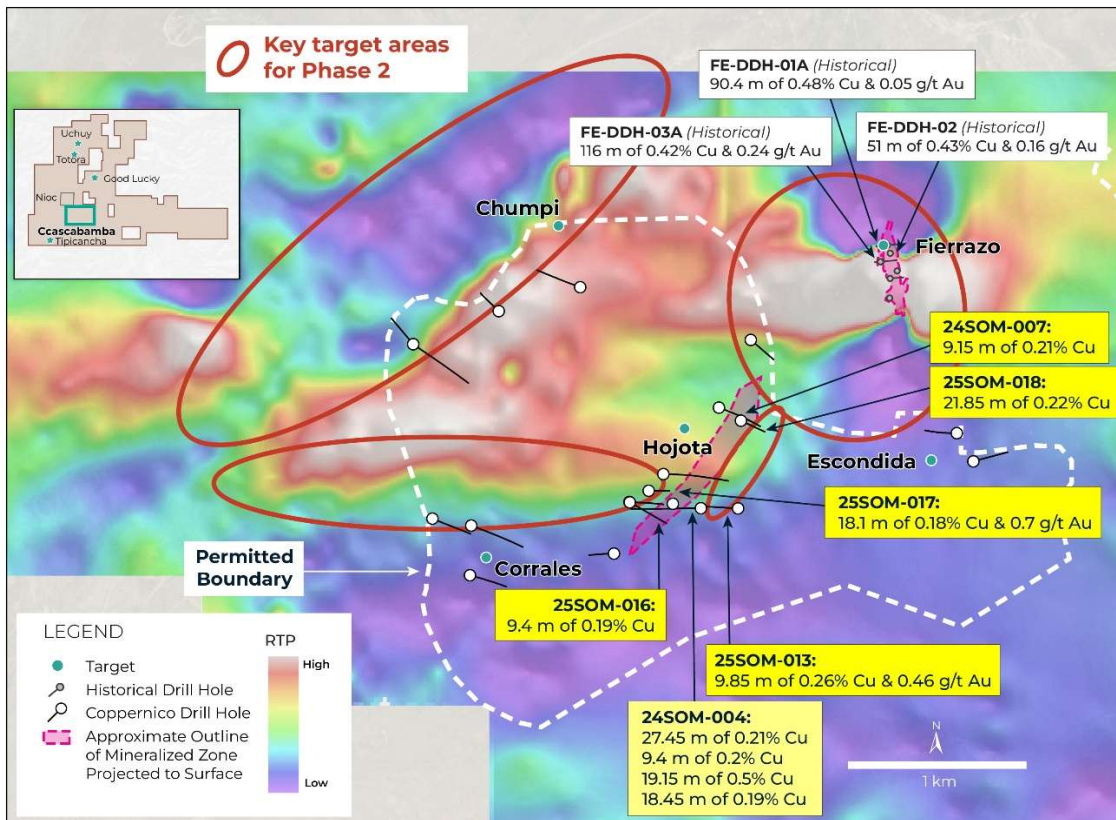 Key target areas
for Phase 2
FE-DDH-01A (Historical)
90.4 m of 0.48% Cu & 0.05 g/t Au
FE-DDH-03A (Historical)
116 m of 0.42% Cu & 0.24 g/t Au
FE-DDH-02 (Historical)
51 m of 0.43% Cu & 0.16 g/t Au
Uchuy
Totora
Good Lucky
Nioc
Ccascabamba
Tipicancha
Chumpi
Fierrazo
24SOM-007:
9.15 m of 0.21% Cu
25SOM-018:
21.85 m of 0.22% Cu
Hojota
Escondida
25SOM-017:
18.1 m of 0.18% Cu & 0.7 g/t Au
Permitted
Boundary
Corrales
25SOM-016:
9.4 m of 0.19% Cu
25SOM-013:
9.85 m of 0.26% Cu & 0.46 g/t Au
24SOM-004:
27.45 m of 0.21% Cu
9.4 m of 0.2% Cu
19.15 m of 0.5% Cu
18.45 m of 0.19% Cu
LEGEND
Target
Historical Drill Hole
Coppernico Drill Hole
Approximate Outline
of Mineralized Zone
Projected to Surface
RTP
High
Low
N
1 km